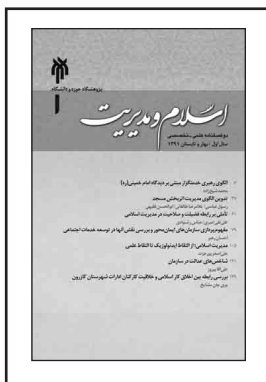 پژوهشگاه حوزه و دانشگاه
۱
اسلام و مدیریت
دوفصلنامه علمی ـ تخصصی
سال اول / بهار و تابستان ۱۳۹۱
الگوی رهبری خدمتگزار مبتنی بر دیدگاه امام خمینی(ره)
تدوین الگوی مدیریت اثربخش مسجد
تأملی بر رابطه فضیلت و صلاحیت در مدیریت اسلامی
مفهوم‌پردازی سازمان‌های ایمان‌محور و بررسی نقش آنها در توسعه خدمات اجتماعی
مدیریت اسلامی: از التقاط ایدئولوژیک تا التقاط علمی
شاخص‌های عدالت در سازمان
بررسی رابطه بین اخلاق کار اسلامی و خلاقیت کارکنان ادارات شهرستان کازرون